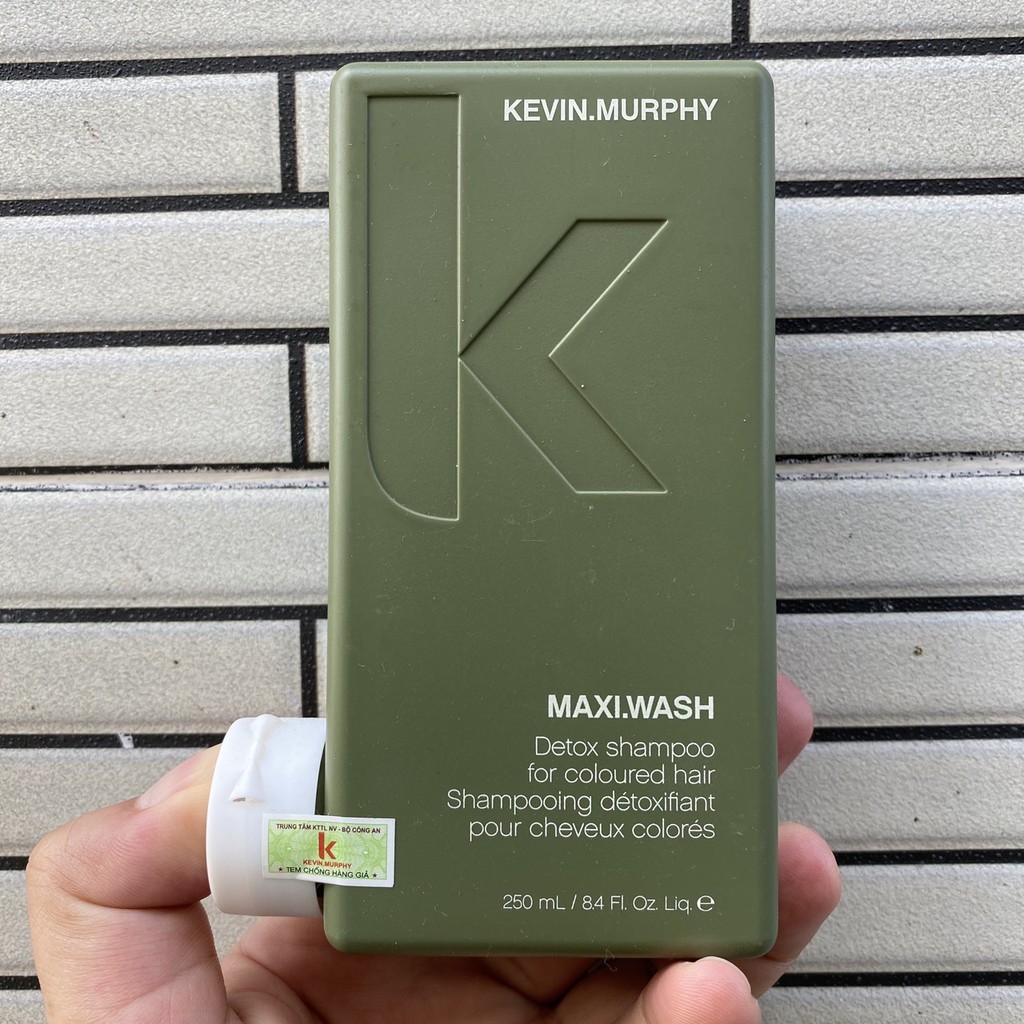 KEVIN.MURPHY
MAXI.WASH
Detox shampoo
for coloured hair
Shampooing détoxifiant
pour cheveux colorés
250 mL / 8.4 Fl. Oz. Liq. ℮
TRUNG TÂM KTTL NV - BỘ CÔNG AN
k
KEVIN.MURPHY
★ TEM CHỐNG HÀNG GIẢ ★